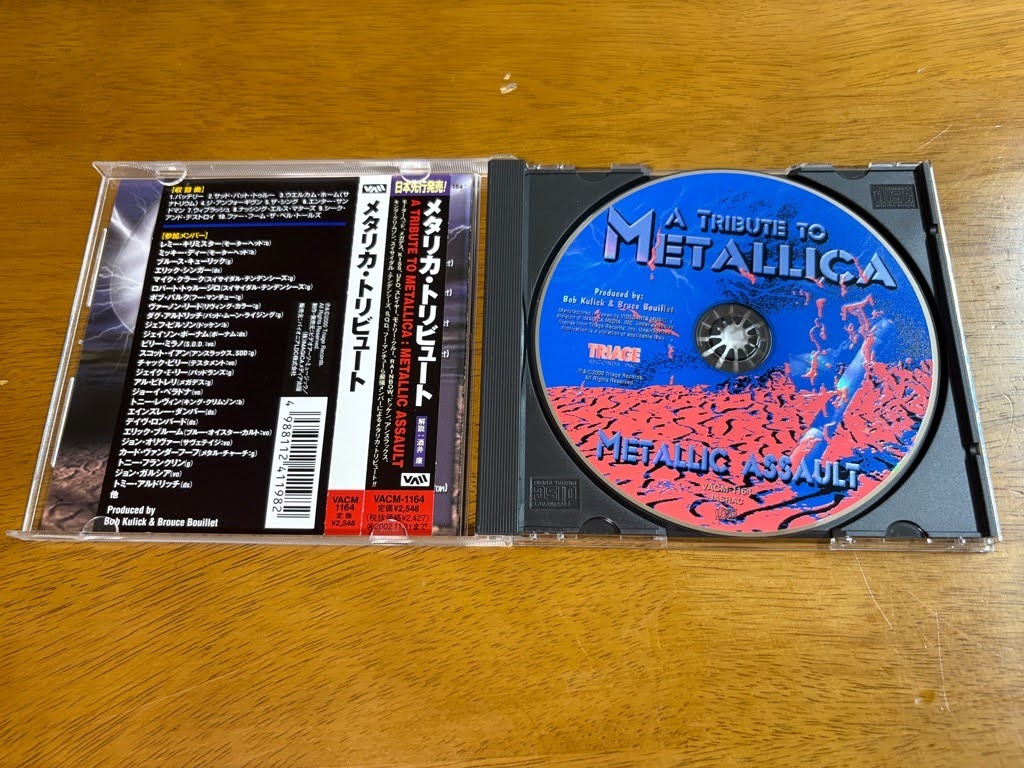 【収録曲】
1.バッテリー 2.サッド・バット・トゥルー 3.ウエルカム・ホーム(サ
ナトリウム) 4.ジ・アンフォーギヴン 5.ザ・シング 6.エンター・サン
ドマン 7.ウィプラッシュ 8.ナッシング・エルス・マターズ 9.シーク・
アンド・デストロイ 10.ファー・フーム・ザ・ベル・トールズ
【参加メンバー】
レミー・キリミスター(モーターヘッド:b)
ミッキー・ディー(モーターヘッド:ds)
ブルース・キューリック(g)
エリック・シンガー(ds)
マイク・クラーク(スイサイダル・テンデンシーズ:g)
ロバート・トゥルージロ(スイサイダル・テンデンシーズ:b)
ボブ・バルク(フー・マンチュー:g)
ヴァーノン・リード(リヴィング・カラー:g)
ダグ・アルドリッチ(バッド・ムーン・ライジング:g)
ジェフ・ピルソン(ドッケン:b)
ジェイソン・ボーナム(ボーナム:ds)
ビリー・ミラノ(S.O.D.:vo)
スコット・イアン(アンスラックス、SOD:g)
チャック・ビリー(テスタメント:vo)
ジェイク・E・リー(バッドランズ:g)
アル・ピトレリ(メガデス:g)
ジョーイ・ベラドナ(vo)
トニー・レヴィン(キング・クリムゾン:b)
エインズレー・ダンバー(ds)
デイヴ・ロンバード(ds)
エリック・ブルーム(ブルー・オイスター・カルト:vo)
ジョン・オリヴァー(サヴェテイジ:vo)
カード・ヴァンダーフーフ(メタル・チャーチ:g)
トニー・フランクリン(b)
ジョン・ガルシア(vo)
トミー・アルドリッチ(ds)
他
Produced by
Bob Kulick & Brouce Bouillet
4988112411982
VAM
メタリカ・トリビュート
VACM
1164
定価
¥2,548
日本先行発売!
メタリカ・トリビュート
A TRIBUTE TO METALLICA : METALLIC ASSAULT
解説:酒井 康
VAM
VACM-1164
定価¥2,548
(税抜価格¥2,427)
A TRIBUTE TO
METALLICA
Produced by:
Bob Kulick & Bruce Bouillet
TRIAGE
RECORDS
℗&©2000 Triage Records.
All Rights Reserved.
METALLIC ASSAULT
VACM-1164
JASRAC